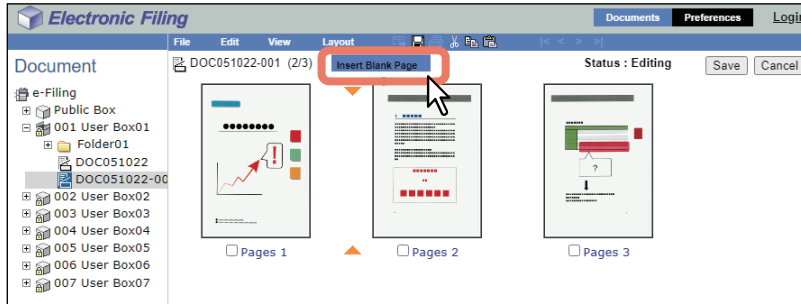 Electronic Filing
Documents Preferences Login
File Edit View Layout
Document
DOC051022-001 (2/3) Insert Blank Page Status : Editing Save Cancel
e-Filing
Public Box
001 User Box01
Folder01
DOC051022
DOC051022-00
002 User Box02
003 User Box03
004 User Box04
005 User Box05
006 User Box06
007 User Box07
!
?
Pages 1 Pages 2 Pages 3